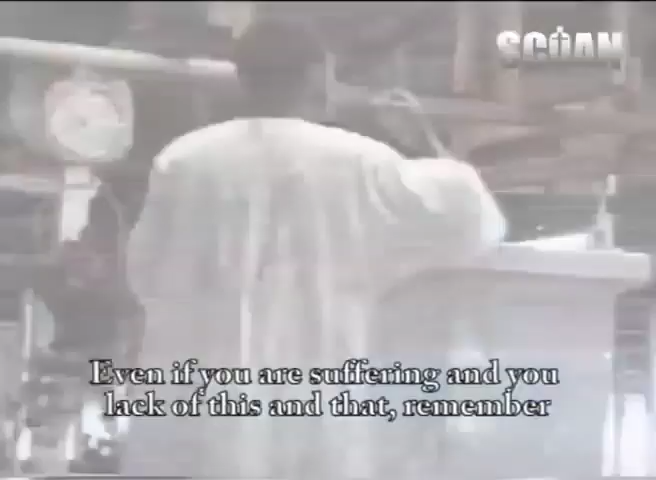 SCOAN
Even if you are suffering and you
lack of this and that, remember